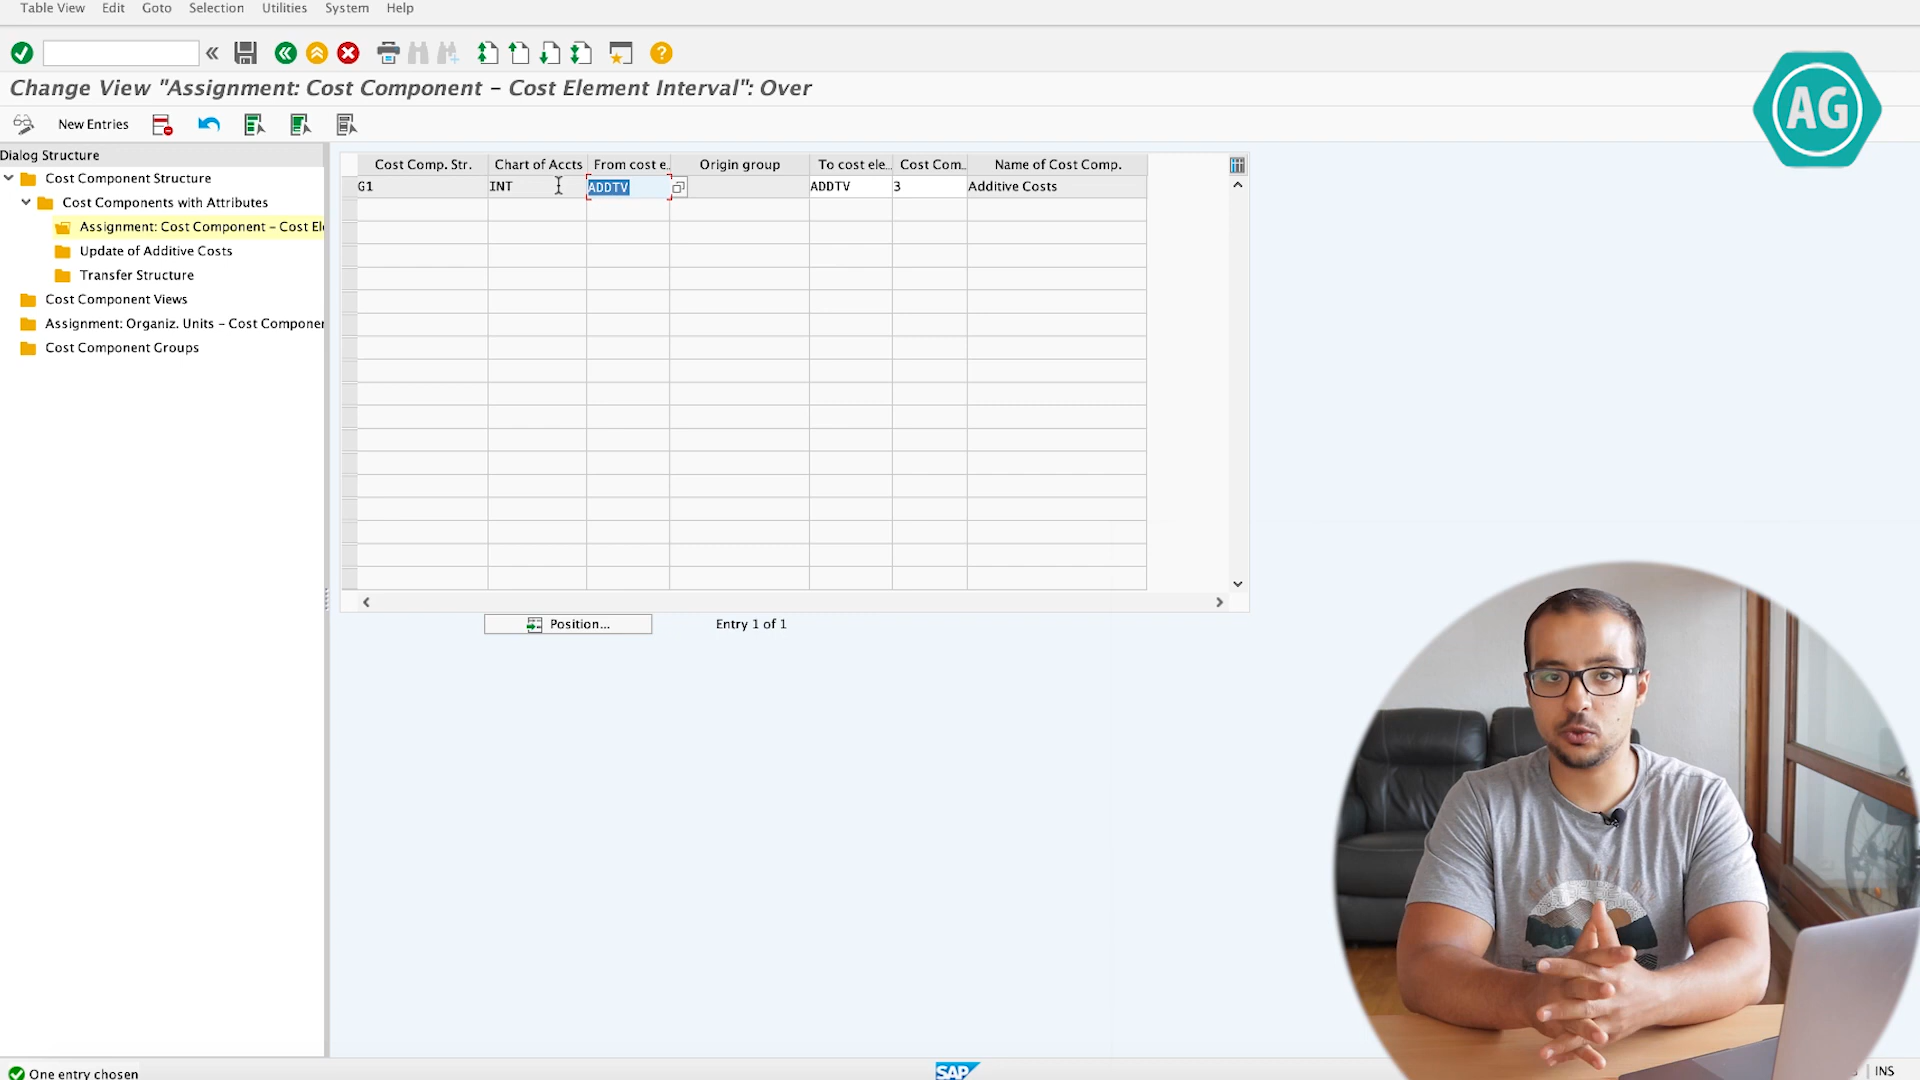 Table View Edit Goto Selection Utilities System Help
Change View "Assignment: Cost Component - Cost Element Interval": Over
New Entries
AG
Dialog Structure
Cost Component Structure
Cost Components with Attributes
Assignment: Cost Component - Cost El
Update of Additive Costs
Transfer Structure
Cost Component Views
Assignment: Organiz. Units - Cost Componen
Cost Component Groups
Cost Comp. Str. Chart of Accts From cost e.. Origin group To cost ele.. Cost Com.. Name of Cost Comp.
G1 INT ADDTV ADDTV 3 Additive Costs
Position... Entry 1 of 1
One entry chosen
SAP
INS